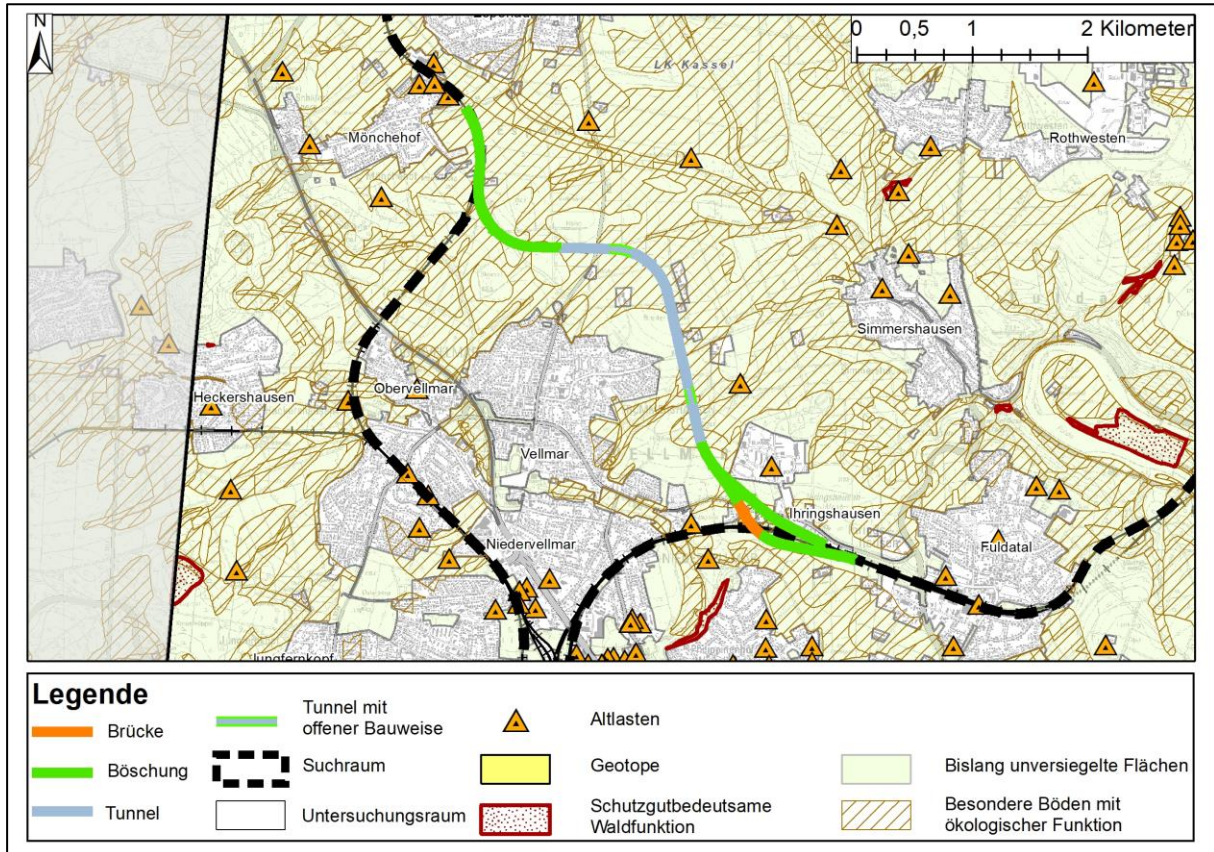 N
0 0,5 1 2 Kilometer
LK Kassel
Mönchehof
Rothwesten
Simmershausen
Obervellmar
Heckershausen
Vellmar
Ihringshausen
Niedervellmar
Fuldatal
Jungfernkopf
Legende
Brücke
Böschung
Tunnel
Tunnel mit
offener Bauweise
Suchraum
Untersuchungsraum
Altlasten
Geotope
Schutzgutbedeutsame
Waldfunktion
Bislang unversiegelte Flächen
Besondere Böden mit
ökologischer Funktion